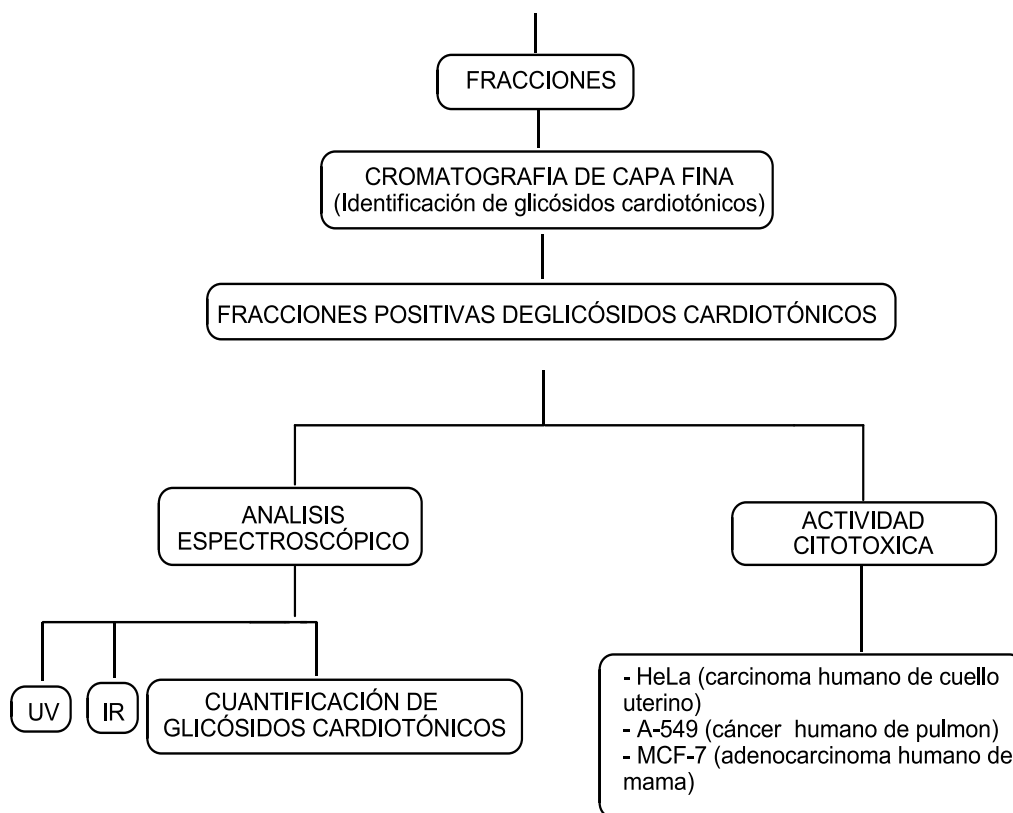 FRACCIONES
CROMATOGRAFIA DE CAPA FINA
(Identificación de glicósidos cardiotónicos)
FRACCIONES POSITIVAS DEGLICÓSIDOS CARDIOTÓNICOS
ANALISIS
ESPECTROSCÓPICO
ACTIVIDAD
CITOTOXICA
UV
IR
CUANTIFICACIÓN DE
GLICÓSIDOS CARDIOTÓNICOS
- HeLa (carcinoma humano de cuello
uterino)
- A-549 (cáncer humano de pulmon)
- MCF-7 (adenocarcinoma humano de
mama)